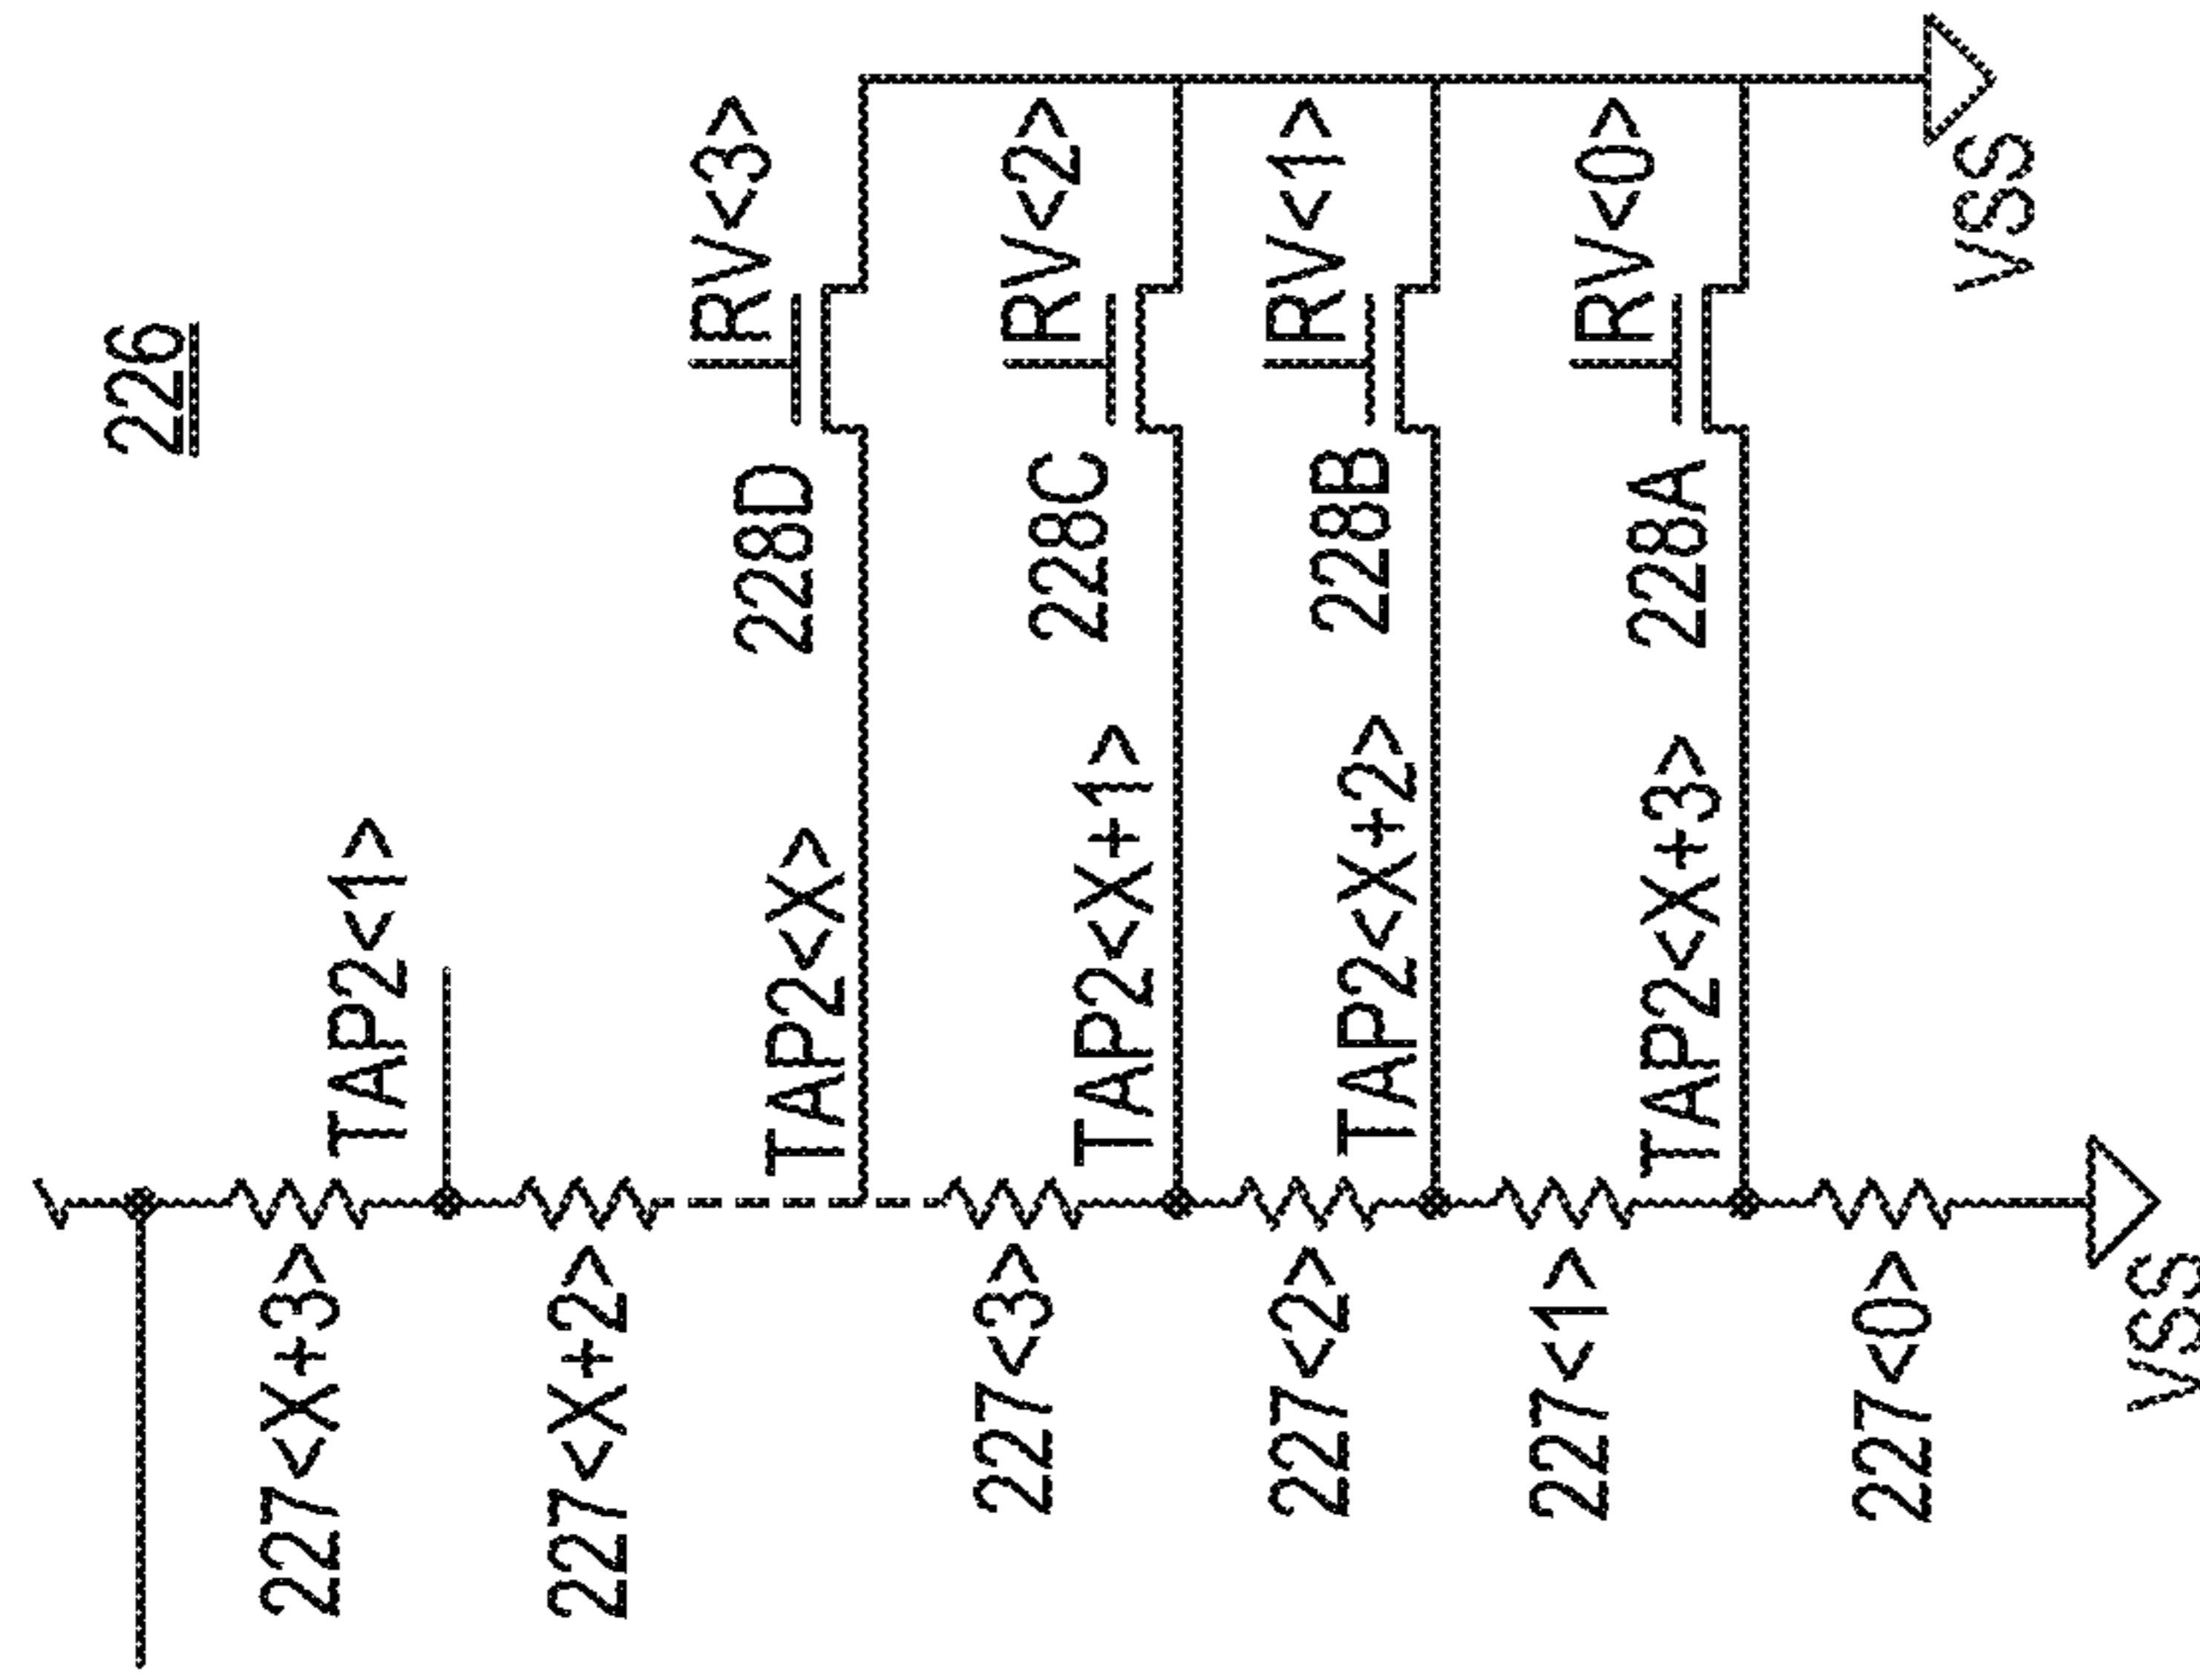 226
227<X+3>
TAP2<1>
227<X+2>
RV<3>
228D
TAP2<X>
227<3>
RV<2>
228C
TAP2<X+1>
227<2>
RV<1>
228B
TAP2<X+2>
227<1>
RV<0>
228A
TAP2<X+3>
227<0>
VSS
VSS